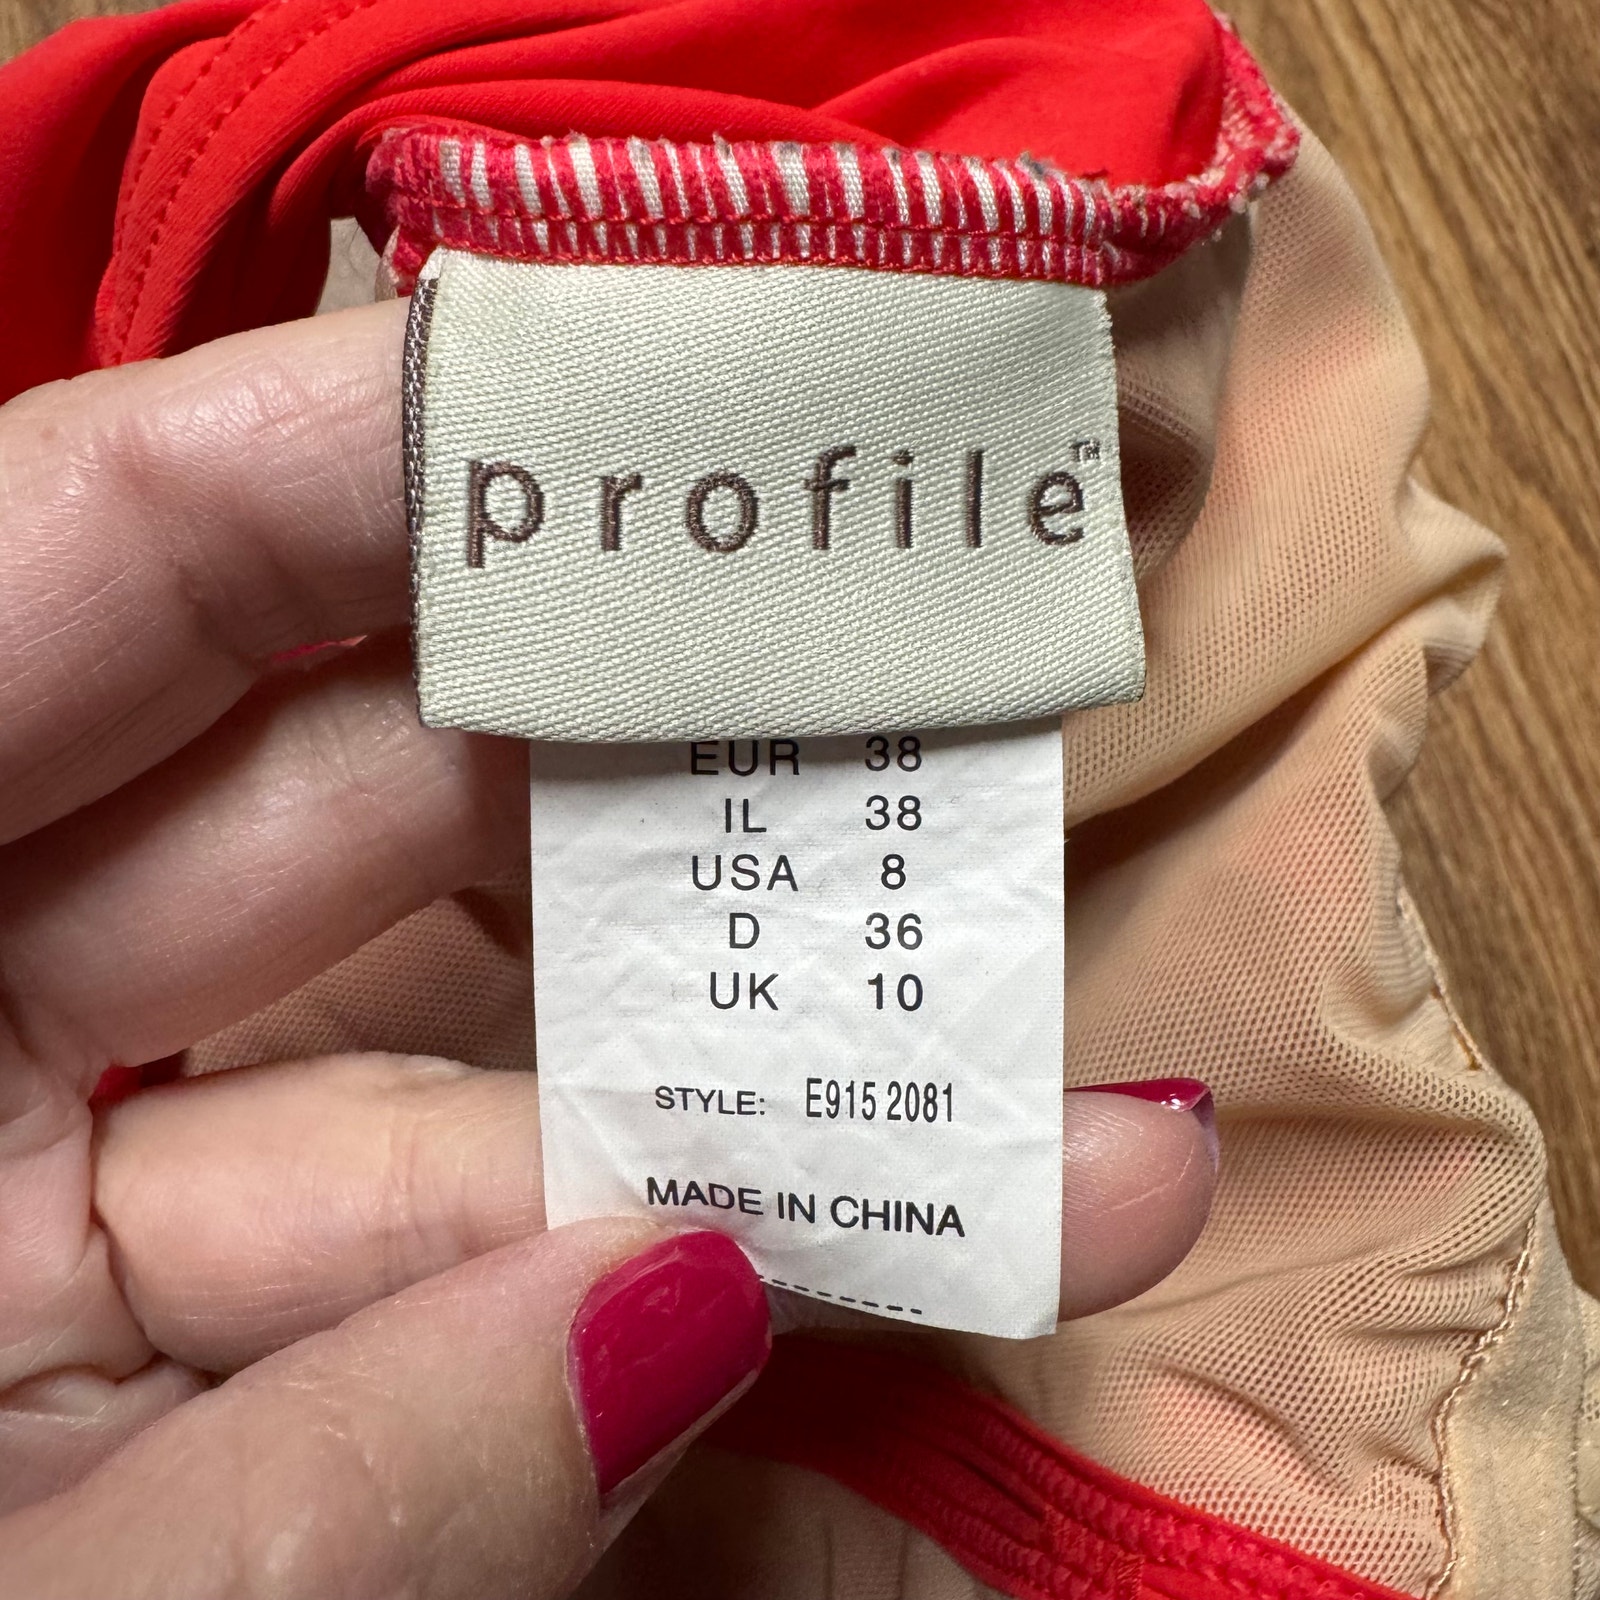 profile™
EUR 38
IL 38
USA 8
D 36
UK 10
STYLE: E915 2081
MADE IN CHINA